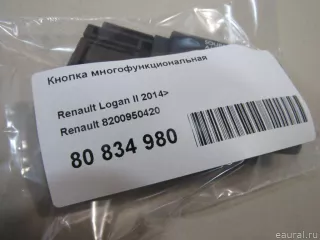 Кнопка многофункциональная
Renault Logan II 2014>
Renault 8200950420
80 834 980
eaural.ru